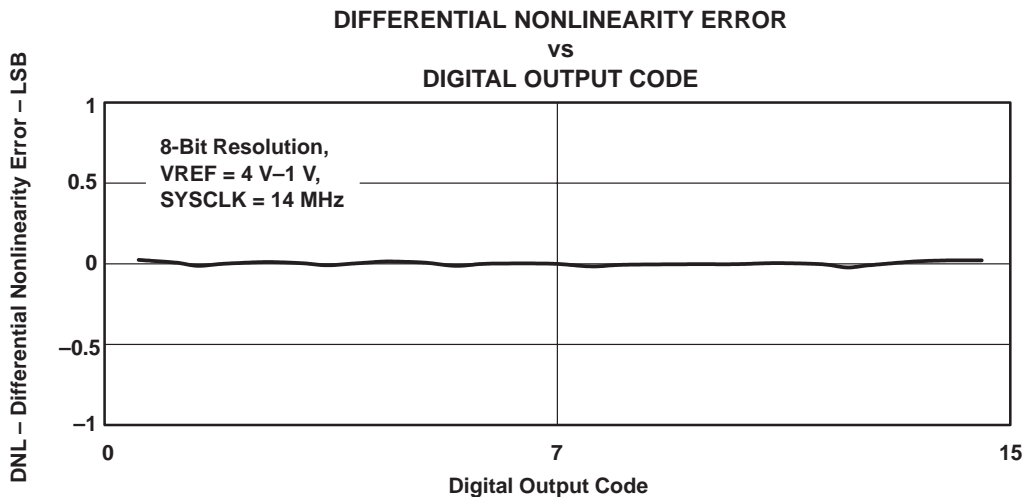 DIFFERENTIAL NONLINEARITY ERROR
vs
DIGITAL OUTPUT CODE
DNL – Differential Nonlinearity Error – LSB
1
8-Bit Resolution,
VREF = 4 V–1 V,
0.5
SYSCLK = 14 MHz
0
–0.5
–1
0
7
15
Digital Output Code